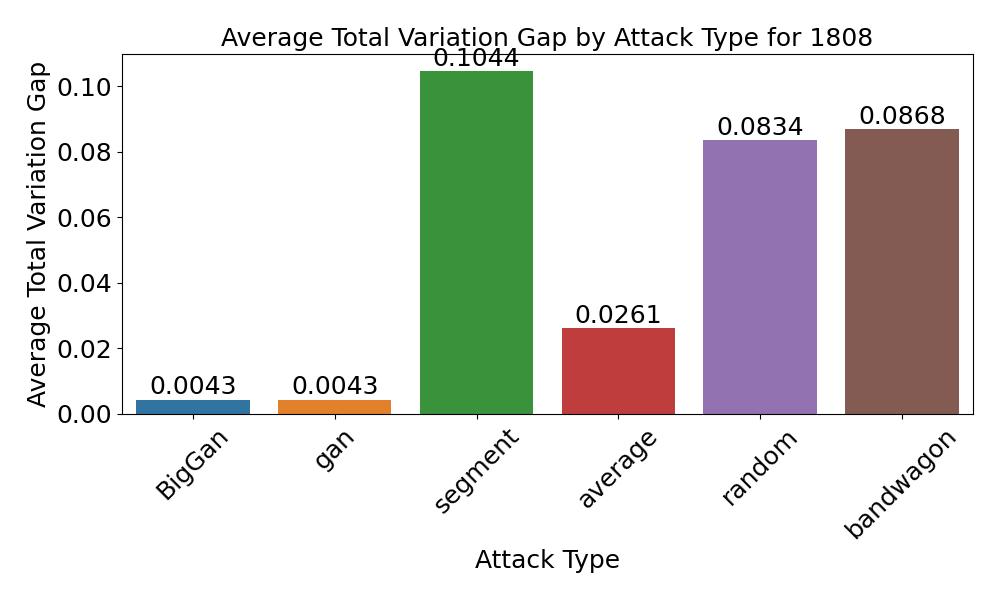 Average Total Variation Gap by Attack Type for 1808
Average Total Variation Gap
0.10
0.08
0.06
0.04
0.02
0.00
0.0043
0.0043
0.1044
0.0261
0.0834
0.0868
BigGan
gan
segment
average
random
bandwagon
Attack Type